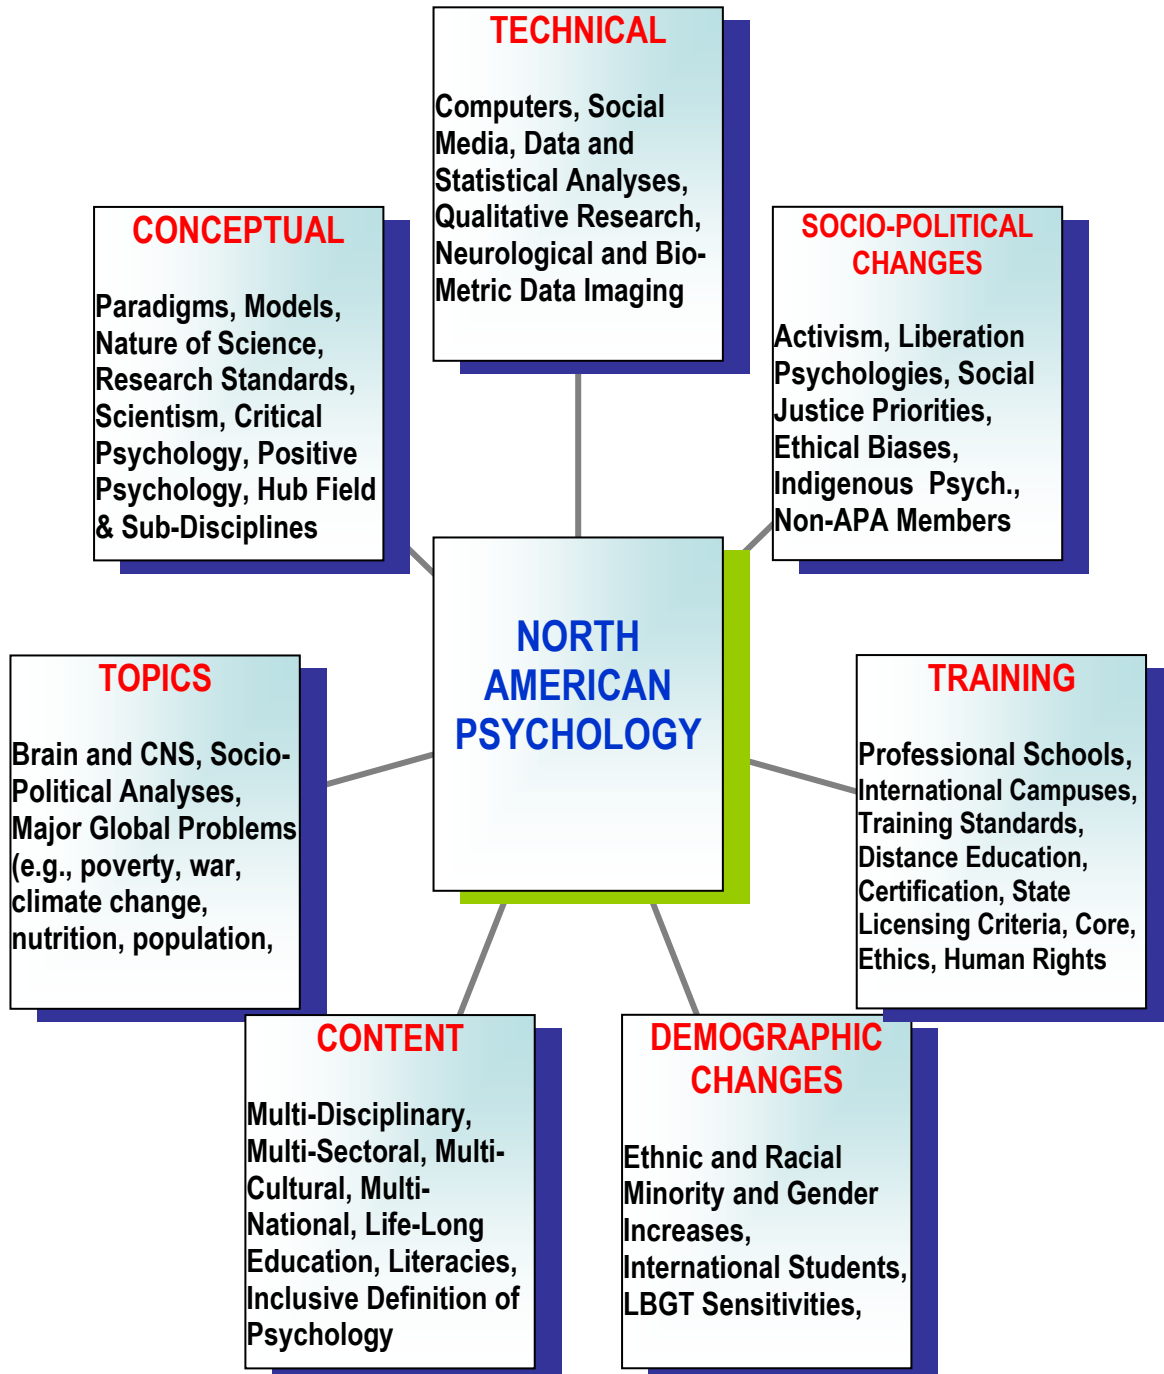 TECHNICAL
Computers, Social
Media, Data and
Statistical Analyses,
Qualitative Research,
Neurological and Bio-
Metric Data Imaging
CONCEPTUAL
Paradigms, Models,
Nature of Science,
Research Standards,
Scientism, Critical
Psychology, Positive
Psychology, Hub Field
& Sub-Disciplines
SOCIO-POLITICAL
CHANGES
Activism, Liberation
Psychologies, Social
Justice Priorities,
Ethical Biases,
Indigenous Psych.,
Non-APA Members
NORTH
AMERICAN
PSYCHOLOGY
TOPICS
Brain and CNS, Socio-
Political Analyses,
Major Global Problems
(e.g., poverty, war,
climate change,
nutrition, population,
TRAINING
Professional Schools,
International Campuses,
Training Standards,
Distance Education,
Certification, State
Licensing Criteria, Core,
Ethics, Human Rights
CONTENT
Multi-Disciplinary,
Multi-Sectoral, Multi-
Cultural, Multi-
National, Life-Long
Education, Literacies,
Inclusive Definition of
Psychology
DEMOGRAPHIC
CHANGES
Ethnic and Racial
Minority and Gender
Increases,
International Students,
LBGT Sensitivities,